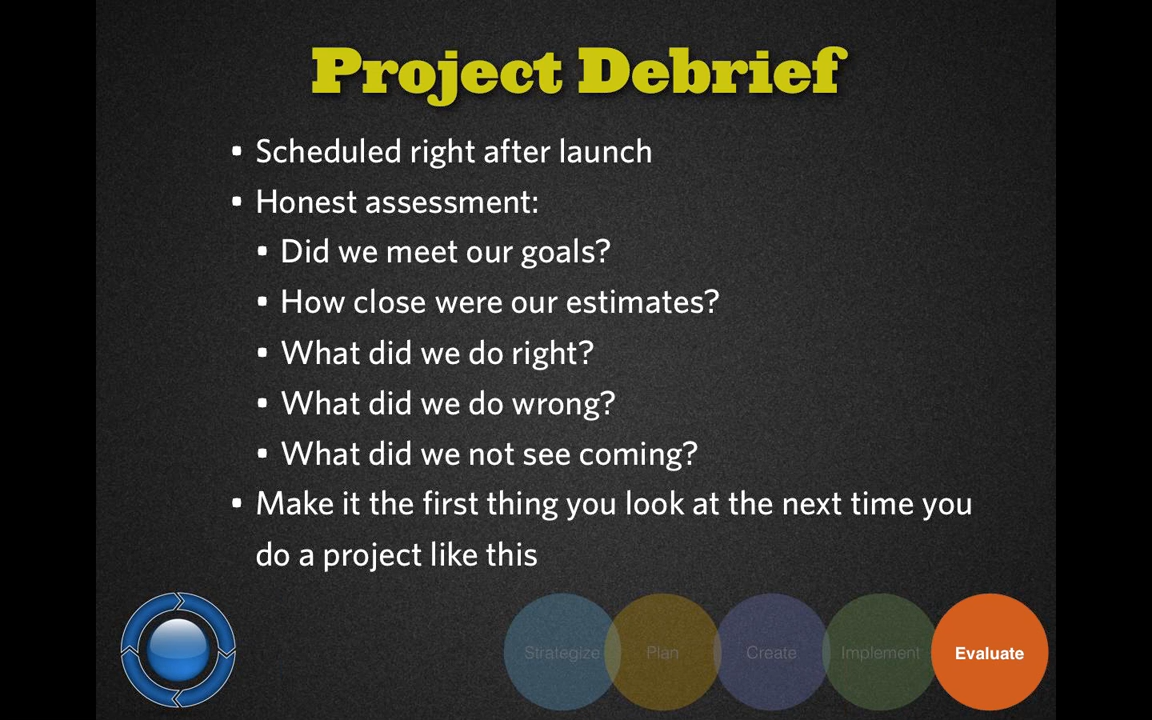 Project Debrief
• Scheduled right after launch
• Honest assessment:
• Did we meet our goals?
• How close were our estimates?
• What did we do right?
• What did we do wrong?
• What did we not see coming?
• Make it the first thing you look at the next time you
do a project like this
Strategize Plan Create Implement Evaluate